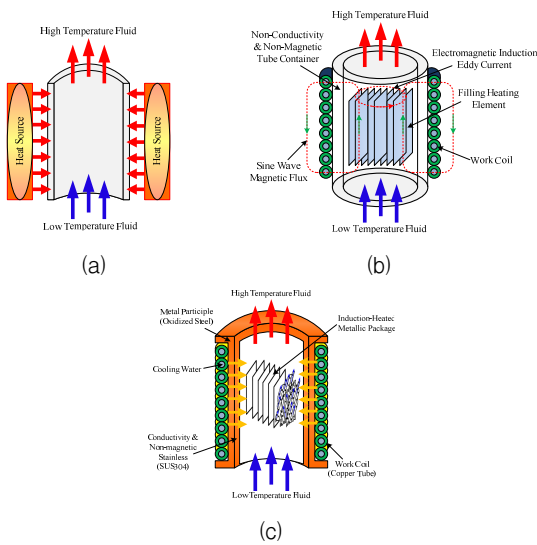 High Temperature Fluid
Heat Source
Heat Source
Low Temperature Fluid
(a)
High Temperature Fluid
Non-Conductivity
& Non-Magnetic
Tube Container
Electromagnetic Induction
Eddy Current
Filling Heating
Element
Sine Wave
Magnetic Flux
Work Coil
Low Temperature Fluid
(b)
High Temperature Fluid
Metal Participle
(Oxidized Steel)
Induction-Heated
Metallic Package
Cooling Water
Conductivity &
Non-magnetic
Stainless
(SUS304)
Work Coil
(Copper Tube)
Low Temperature Fluid
(c)